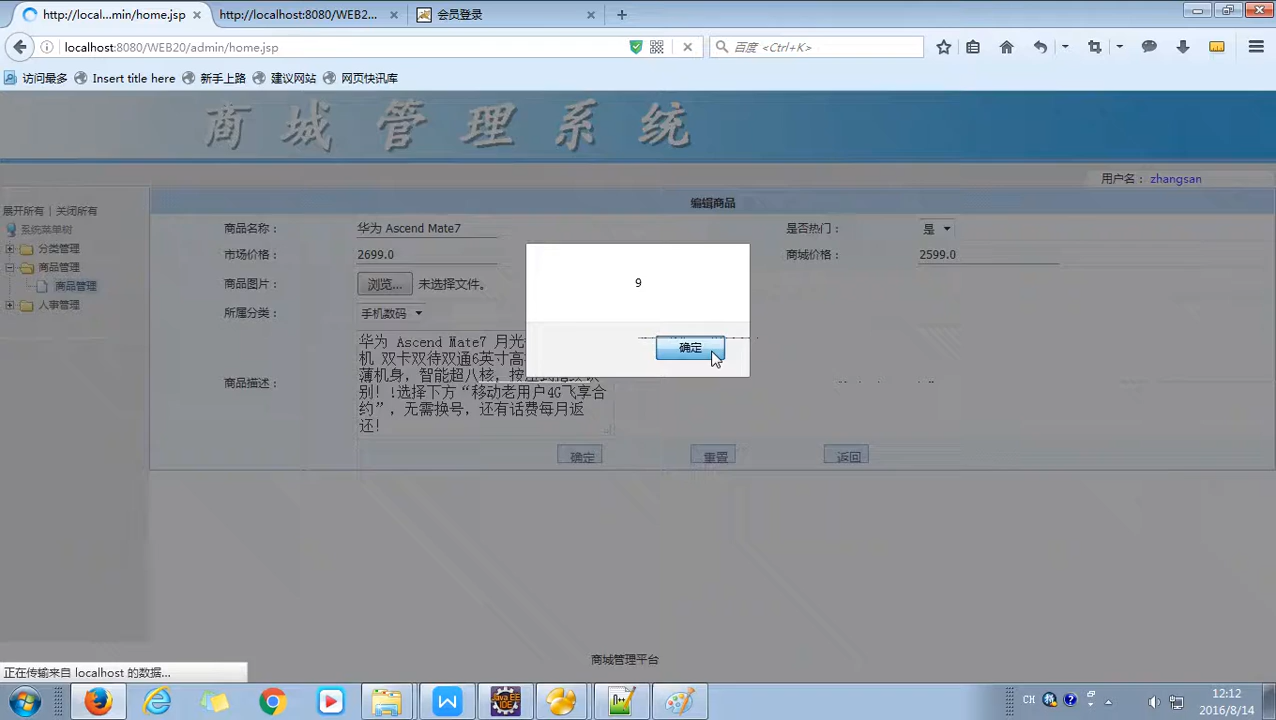 http://local...min/home.jsp
http://localhost:8080/WEB2...
会员登录
localhost:8080/WEB20/admin/home.jsp
百度 <Ctrl+K>
访问最多
Insert title here
新手上路
建议网站
网页快讯库
商城管理系统
用户名： zhangsan
展开所有 | 关闭所有
系统菜单树
分类管理
商品管理
商品管理
人事管理
编辑商品
商品名称：
华为 Ascend Mate7
是否热门：
是
市场价格：
2699.0
商城价格：
2599.0
商品图片：
浏览... 未选择文件。
所属分类：
手机数码
商品描述：
华为 Ascend Mate7 月光
机 双卡双待双通6英寸高
薄机身，智能超八核，
别！!选择下方“移动老用户4G飞享合
约”，无需换号，还有话费每月返
还!
9
确定
确定
重置
返回
商城管理平台
正在传输来自 localhost 的数据...
CH
12:12
2016/8/14